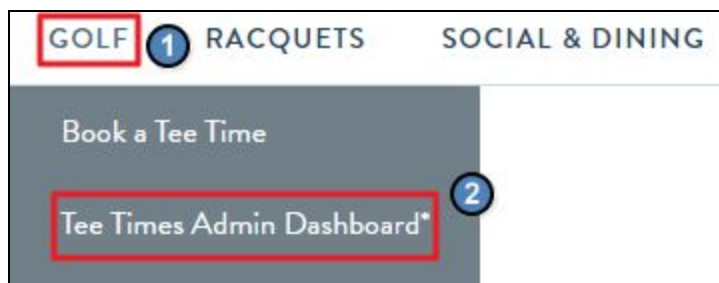 GOLF 1 RACQUETS SOCIAL & DINING
Book a Tee Time
2
Tee Times Admin Dashboard*